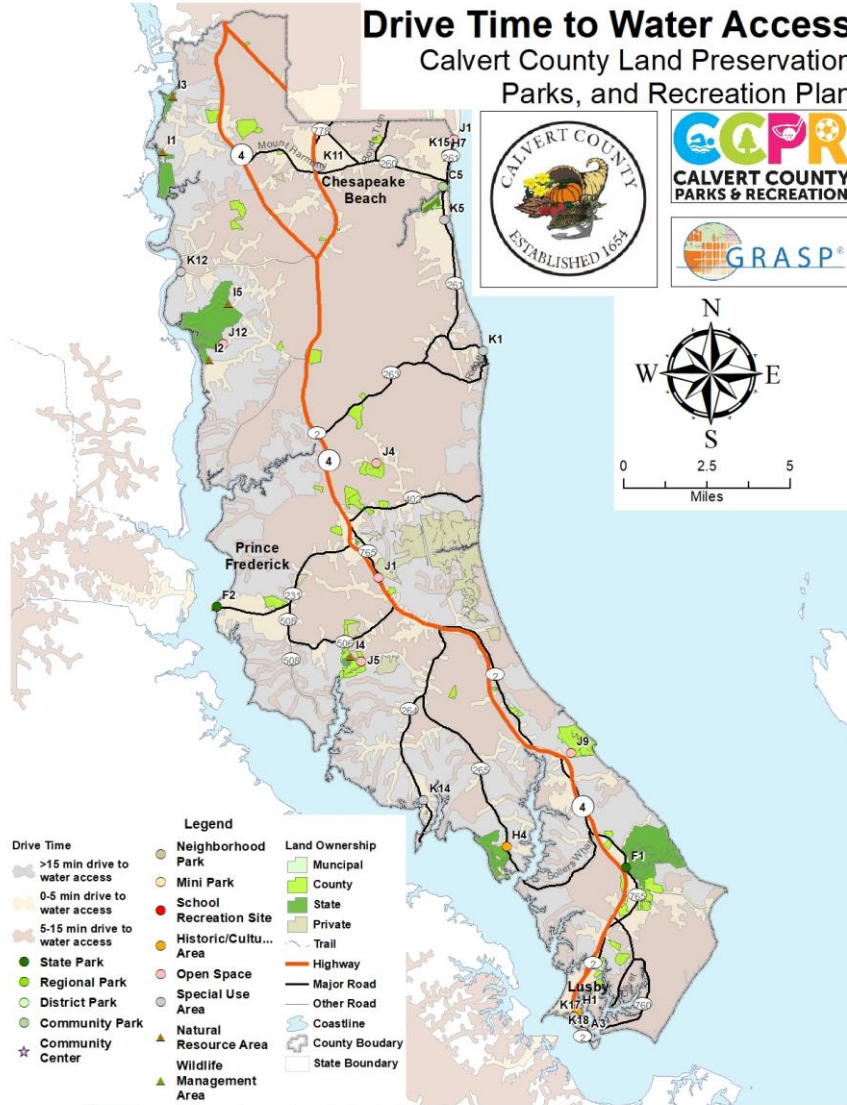 Drive Time to Water Access
Calvert County Land Preservation
Parks, and Recreation Plan
CALVERT COUNTY
ESTABLISHED 1654
CCPR
CALVERT COUNTY
PARKS & RECREATION
GRASP®
N
W E
S
0 2.5 5
Miles
I3
I1
4
Mount Harmony
778
K11
260
Chesapeake
Beach
J1
K15 H7
261
C5
K5
K12
I5
J12
I2
261
K1
263
2
4
J4
402
Prince
Frederick
765
J1
F2
231
508
506
I4
J5
508
264
2
265
J9
K14
4
H4
F1
765
2
Lusby
K17 H1
K18 A3
760
2
Legend
Drive Time
>15 min drive to
water access
0-5 min drive to
water access
5-15 min drive to
water access
State Park
Regional Park
District Park
Community Park
Community
Center
Neighborhood
Park
Mini Park
School
Recreation Site
Historic/Cultu...
Area
Open Space
Special Use
Area
Natural
Resource Area
Wildlife
Management
Area
Land Ownership
Muncipal
County
State
Private
Trail
Highway
Major Road
Other Road
Coastline
County Boudary
State Boundary